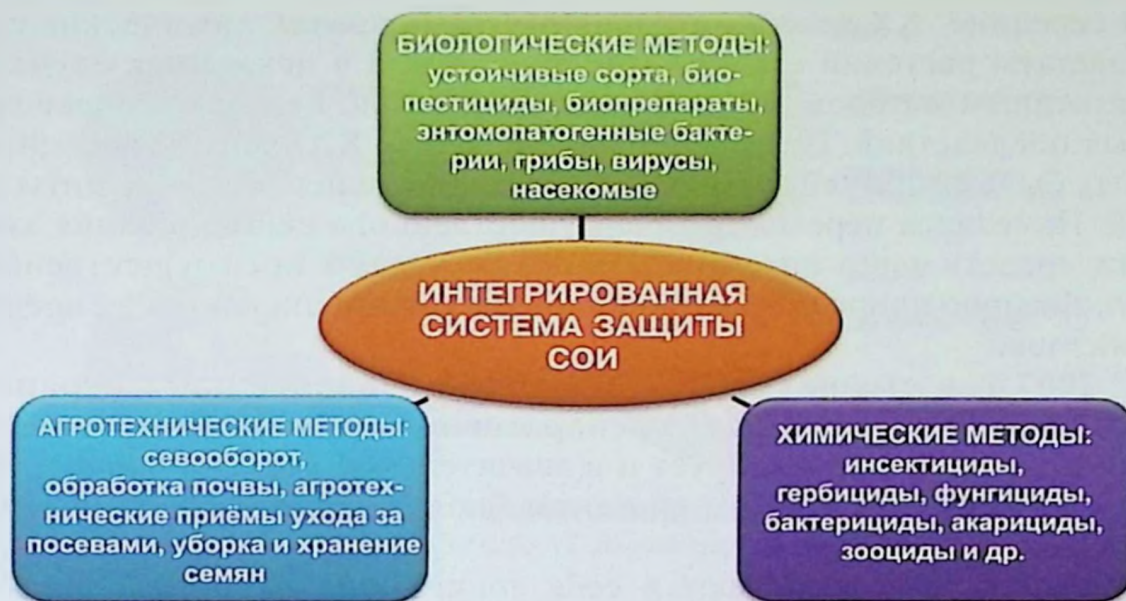 БИОЛОГИЧЕСКИЕ МЕТОДЫ:
устойчивые сорта, био-
пестициды, биопрепараты,
энтомопатогенные бакте-
рии, грибы, вирусы,
насекомые
ИНТЕГРИРОВАННАЯ
СИСТЕМА ЗАЩИТЫ
СОИ
АГРОТЕХНИЧЕСКИЕ МЕТОДЫ:
севооборот,
обработка почвы, агротех-
нические приёмы ухода за
посевами, уборка и хранение
семян
ХИМИЧЕСКИЕ МЕТОДЫ:
инсектициды,
гербициды, фунгициды,
бактерициды, акарициды,
зооциды и др.